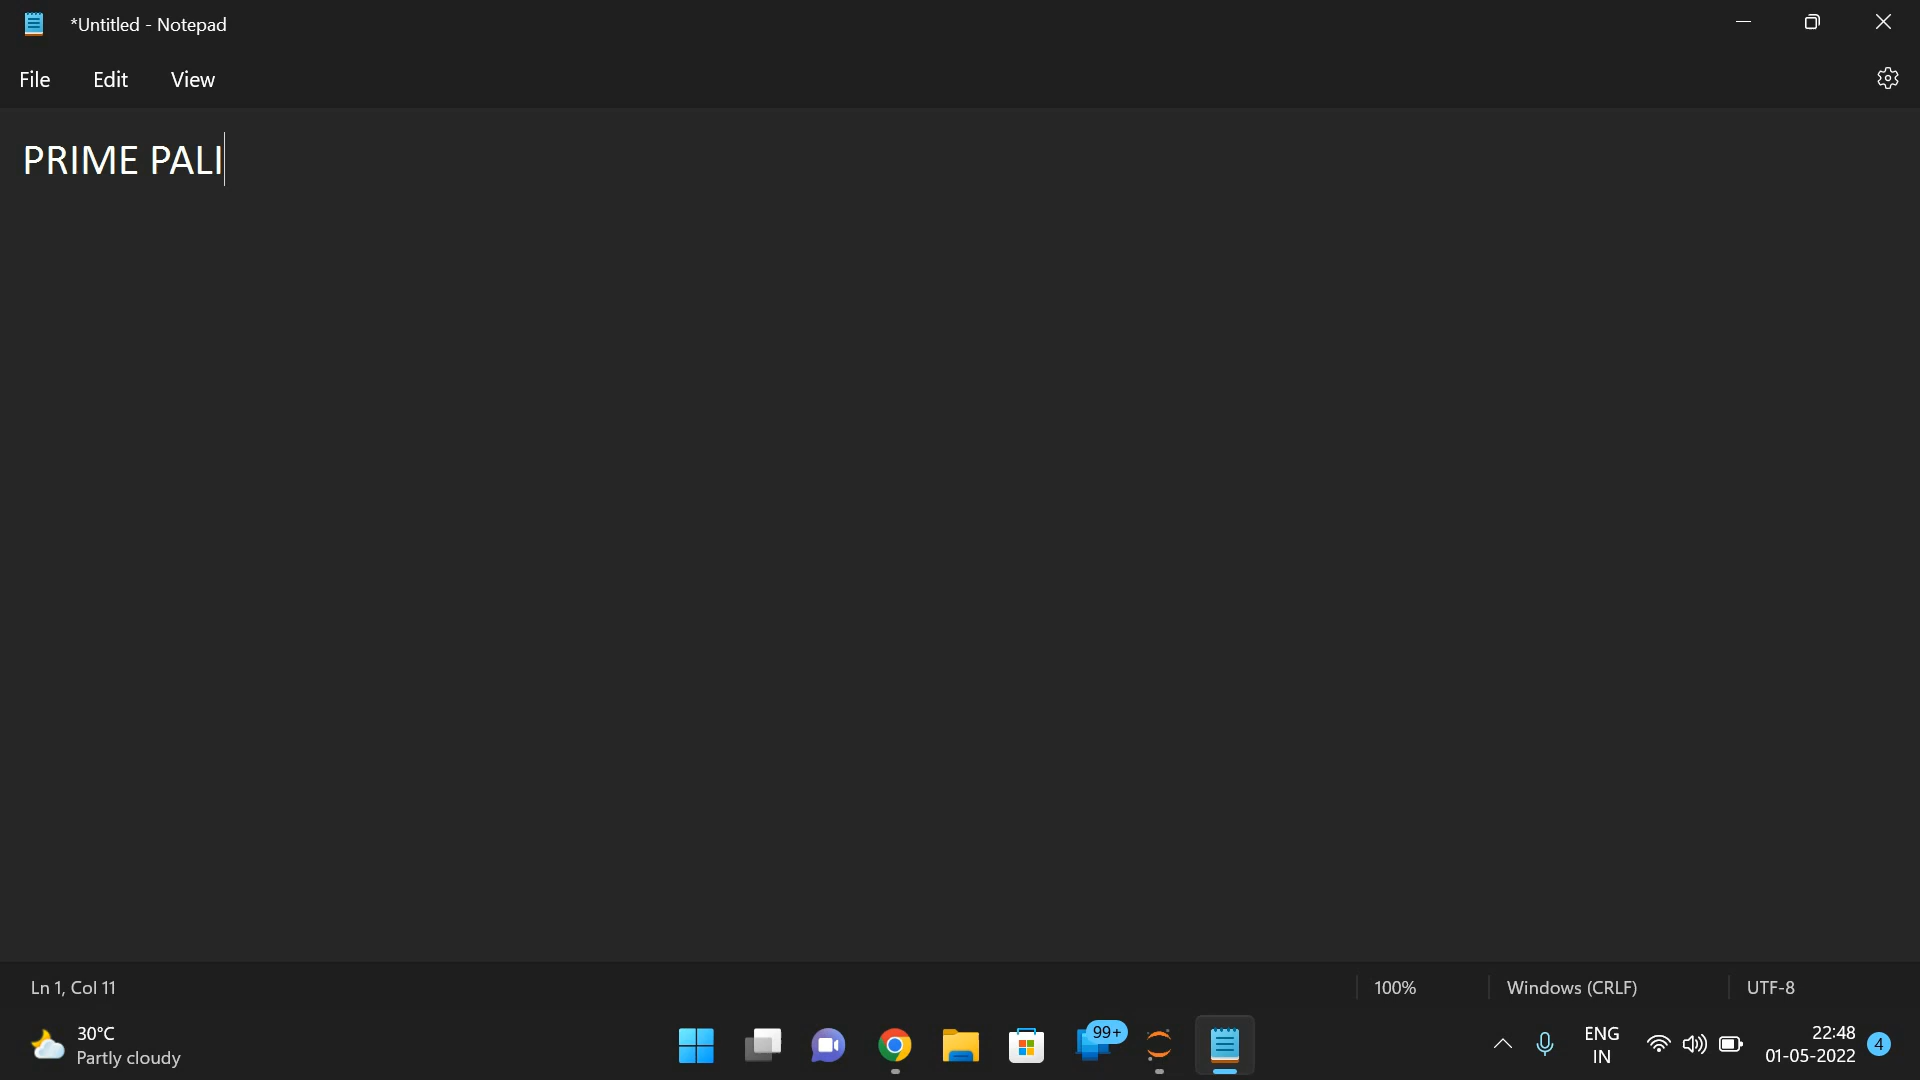 *Untitled - Notepad
File Edit View
PRIME PALI
Ln 1, Col 11 100% Windows (CRLF) UTF-8
30°C
Partly cloudy
99+
ENG
IN
22:48
01-05-2022
4